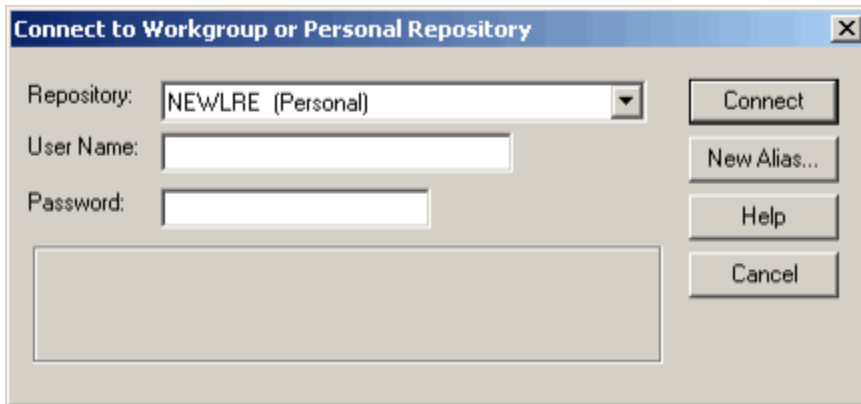 Connect to Workgroup or Personal Repository
Repository:
NEWLRE (Personal)
Connect
User Name:
New Alias...
Password:
Help
Cancel